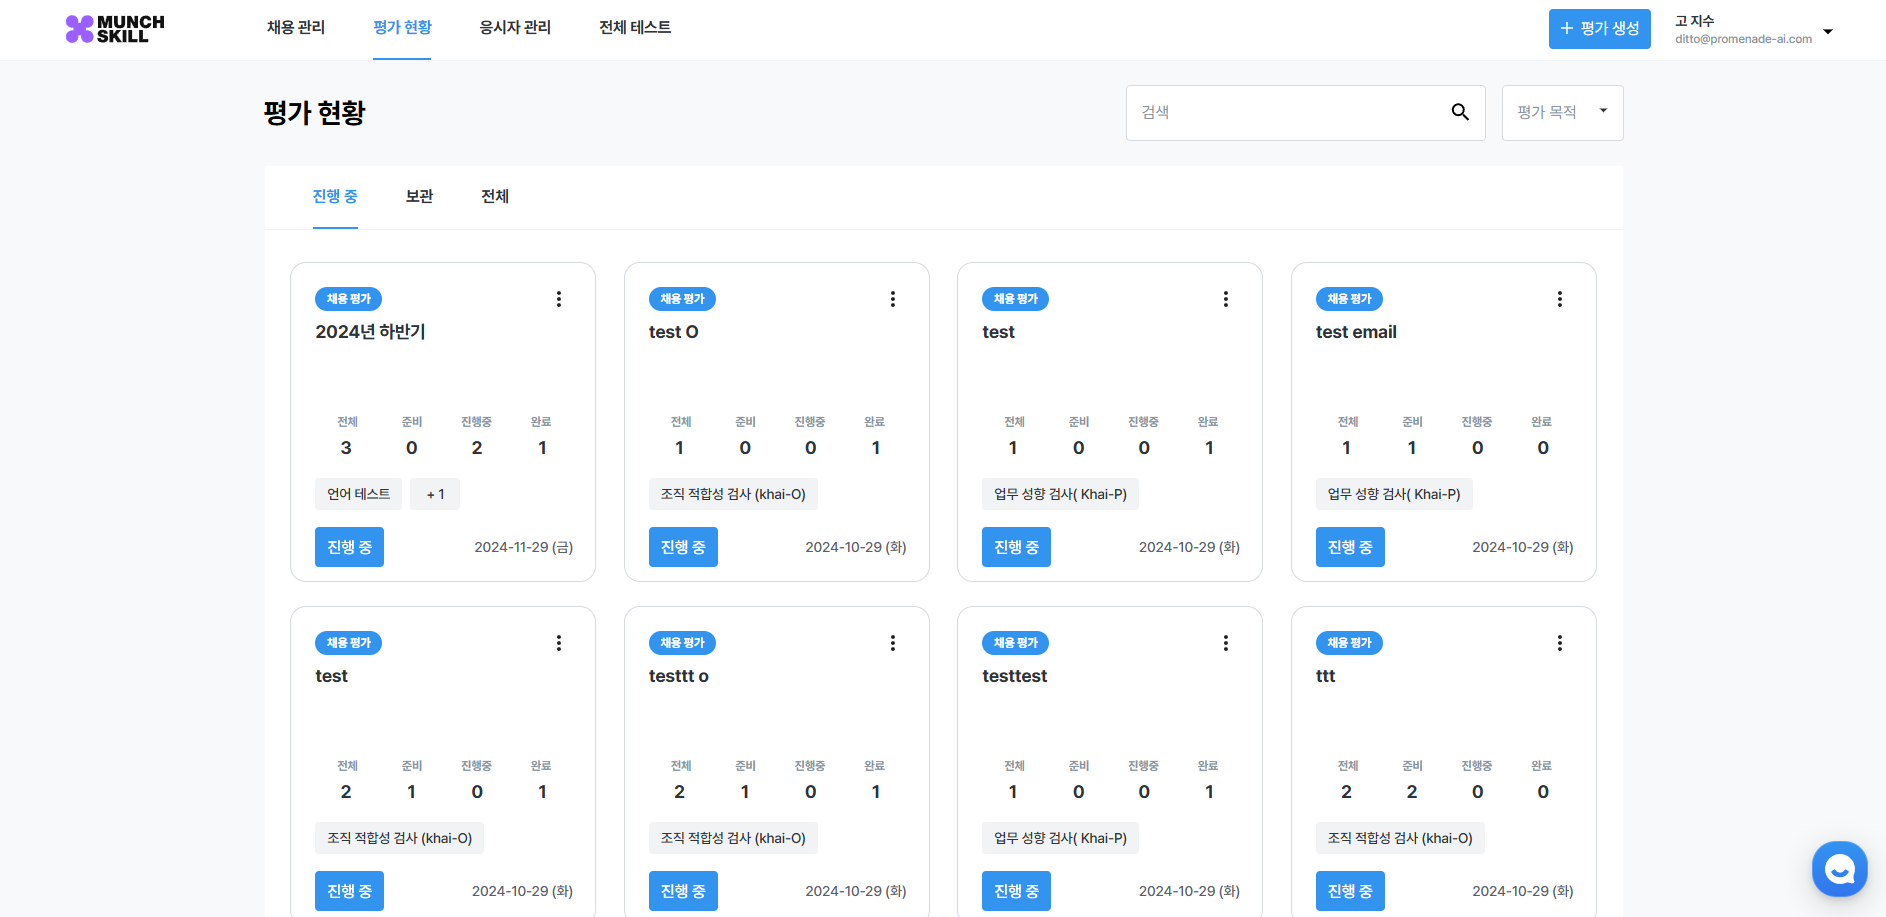 MUNCH
SKILL
채용 관리 평가 현황 응시자 관리 전체 테스트
+ 평가 생성
고 지수
ditto@promenade-ai.com
평가 현황
검색
평가 목적
진행 중 보관 전체
채용 평가
2024년 하반기
전체 준비 진행중 완료
3 0 2 1
언어 테스트 + 1
진행 중 2024-11-29 (금)
채용 평가
test O
전체 준비 진행중 완료
1 0 0 1
조직 적합성 검사 (khai-O)
진행 중 2024-10-29 (화)
채용 평가
test
전체 준비 진행중 완료
1 0 0 1
업무 성향 검사( Khai-P)
진행 중 2024-10-29 (화)
채용 평가
test email
전체 준비 진행중 완료
1 1 0 0
업무 성향 검사( Khai-P)
진행 중 2024-10-29 (화)
채용 평가
test
전체 준비 진행중 완료
2 1 0 1
조직 적합성 검사 (khai-O)
진행 중 2024-10-29 (화)
채용 평가
testtt o
전체 준비 진행중 완료
2 1 0 1
조직 적합성 검사 (khai-O)
진행 중 2024-10-29 (화)
채용 평가
testtest
전체 준비 진행중 완료
1 0 0 1
업무 성향 검사( Khai-P)
진행 중 2024-10-29 (화)
채용 평가
ttt
전체 준비 진행중 완료
2 2 0 0
조직 적합성 검사 (khai-O)
진행 중 2024-10-29 (화)